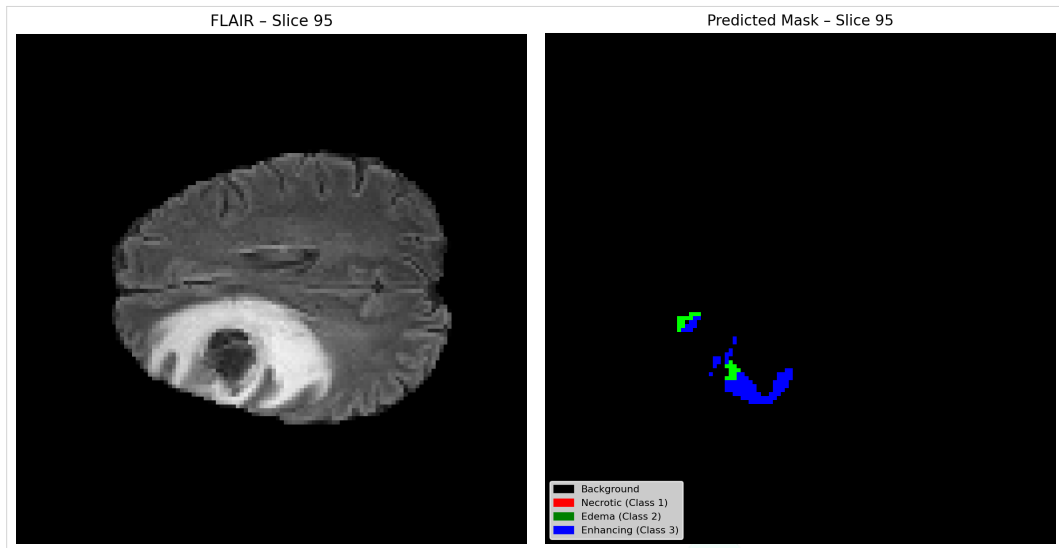 FLAIR – Slice 95
Predicted Mask – Slice 95
Background
Necrotic (Class 1)
Edema (Class 2)
Enhancing (Class 3)